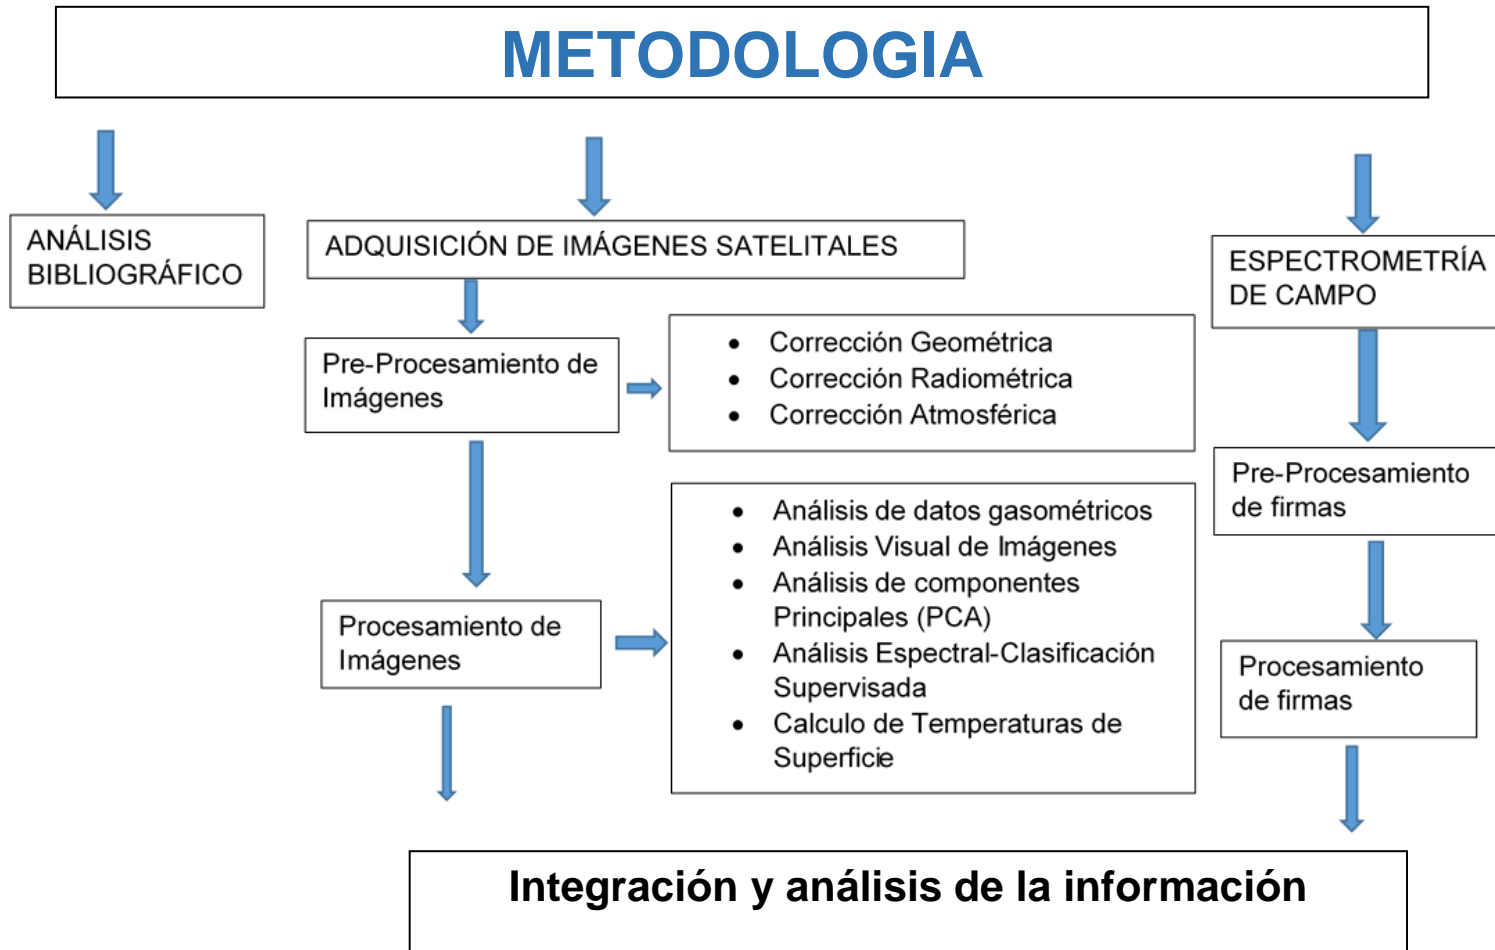 METODOLOGIA
ANÁLISIS
BIBLIOGRÁFICO
ADQUISICIÓN DE IMÁGENES SATELITALES
Pre-Procesamiento de
Imágenes
• Corrección Geométrica
• Corrección Radiométrica
• Corrección Atmosférica
Procesamiento de
Imágenes
• Análisis de datos gasométricos
• Análisis Visual de Imágenes
• Análisis de componentes
Principales (PCA)
• Análisis Espectral-Clasificación
Supervisada
• Calculo de Temperaturas de
Superficie
ESPECTROMETRÍA
DE CAMPO
Pre-Procesamiento
de firmas
Procesamiento
de firmas
Integración y análisis de la información